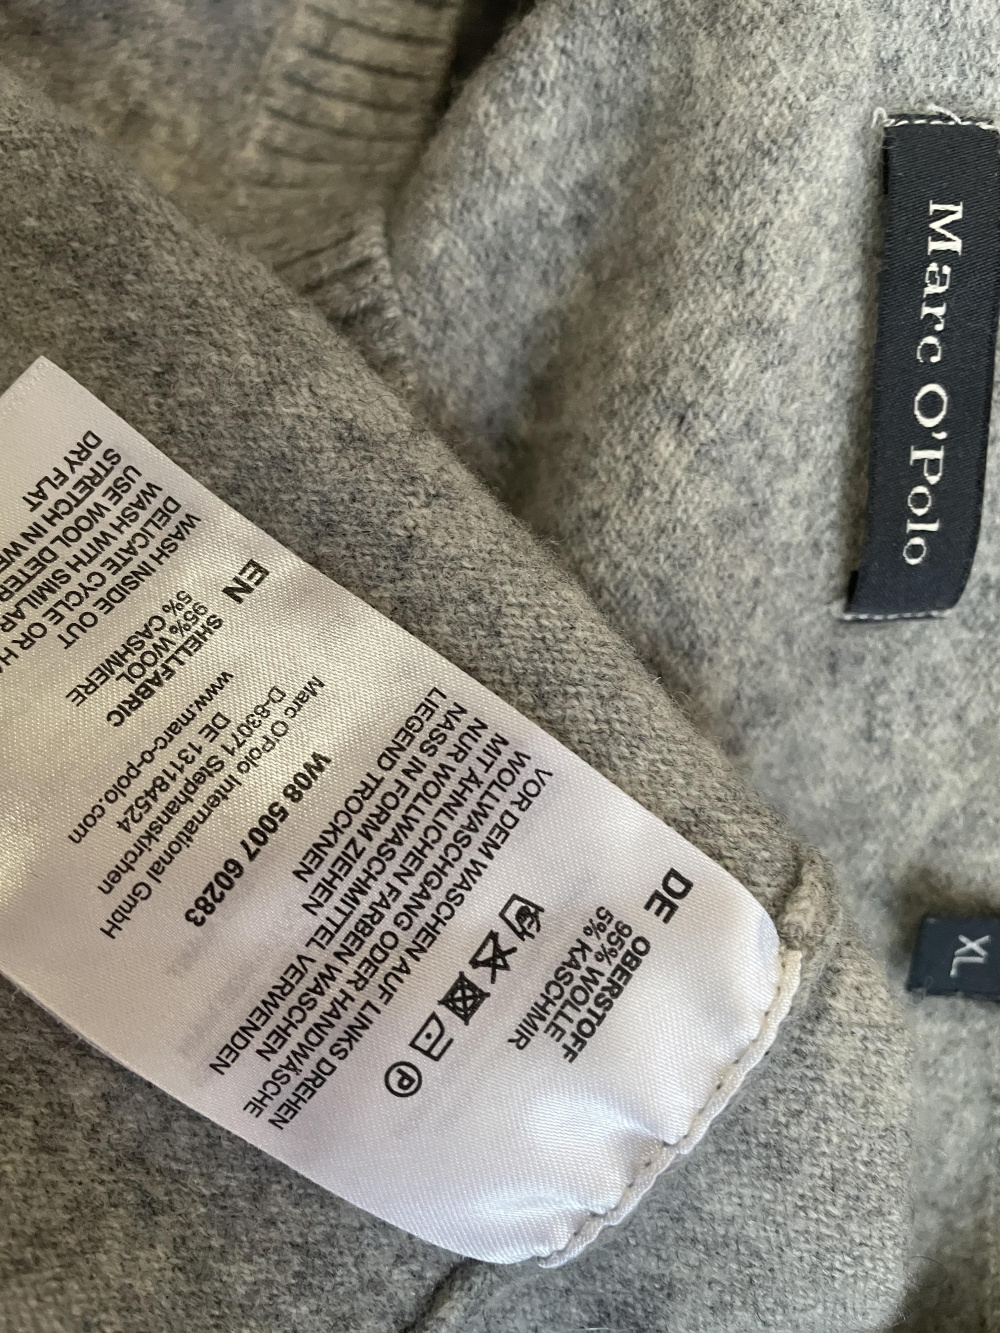 Marc O'Polo
XL
DE
OBERSTOFF
95% WOLLE
5% KASCHMIR
P
VOR DEM WASCHEN AUF LINKS DREHEN
WOLLWASCHGANG ODER HANDWÄSCHE
MIT ÄHNLICHEN FARBEN WASCHEN
NUR WOLLWASCHMITTEL VERWENDEN
NASS IN FORM ZIEHEN
LIEGEND TROCKNEN
W08 5007 60283
Marc O'Polo International GmbH
D-83071 Stephanskirchen
DE 131184524
www.marc-o-polo.com
EN
SHELLFABRIC
95% WOOL
5% CASHMERE
WASH INSIDE OUT
DELICATE CYCLE OR
WASH WITH SIMILAR
USE WOOL
STRETCH IN
DRY FLAT